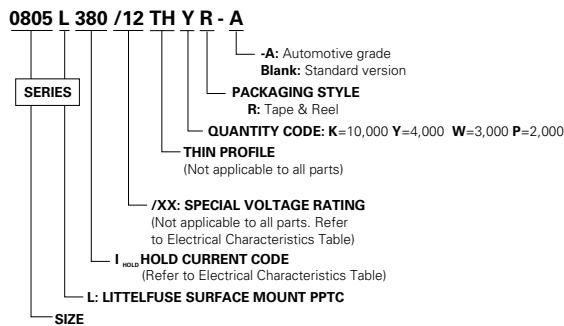 0805 L 380 /12 TH Y R - A
-A: Automotive grade
Blank: Standard version
SERIES
PACKAGING STYLE
R: Tape & Reel
QUANTITY CODE: K=10,000 Y=4,000 W=3,000 P=2,000
THIN PROFILE
(Not applicable to all parts)
/XX: SPECIAL VOLTAGE RATING
(Not applicable to all parts. Refer
to Electrical Characteristics Table)
I HOLD HOLD CURRENT CODE
(Refer to Electrical Characteristics Table)
L: LITTELFUSE SURFACE MOUNT PPTC
SIZE